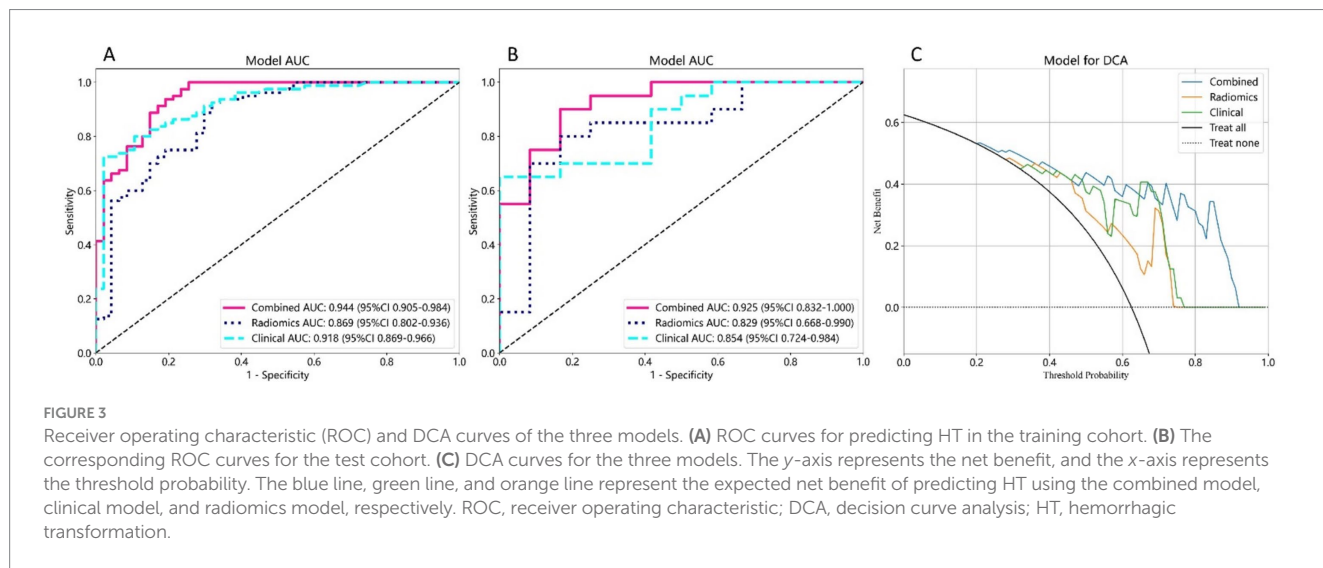 A
Model AUC
1.0
0.8
0.6
0.4
0.2
0.0
Sensitivity
Combined AUC: 0.944 (95%CI 0.905-0.984)
Radiomics AUC: 0.869 (95%CI 0.802-0.936)
Clinical AUC: 0.918 (95%CI 0.869-0.966)
0.0 0.2 0.4 0.6 0.8 1.0
1 - Specificity
B
Model AUC
1.0
0.8
0.6
0.4
0.2
0.0
Sensitivity
Combined AUC: 0.925 (95%CI 0.832-1.000)
Radiomics AUC: 0.829 (95%CI 0.668-0.990)
Clinical AUC: 0.854 (95%CI 0.724-0.984)
0.0 0.2 0.4 0.6 0.8 1.0
1 - Specificity
C
Model for DCA
Combined
Radiomics
Clinical
Treat all
Treat none
0.6
0.4
0.2
0.0
Net Benefit
0.0 0.2 0.4 0.6 0.8 1.0
Threshold Probability
FIGURE 3
Receiver operating characteristic (ROC) and DCA curves of the three models. (A) ROC curves for predicting HT in the training cohort. (B) The
corresponding ROC curves for the test cohort. (C) DCA curves for the three models. The y-axis represents the net benefit, and the x-axis represents
the threshold probability. The blue line, green line, and orange line represent the expected net benefit of predicting HT using the combined model,
clinical model, and radiomics model, respectively. ROC, receiver operating characteristic; DCA, decision curve analysis; HT, hemorrhagic
transformation.